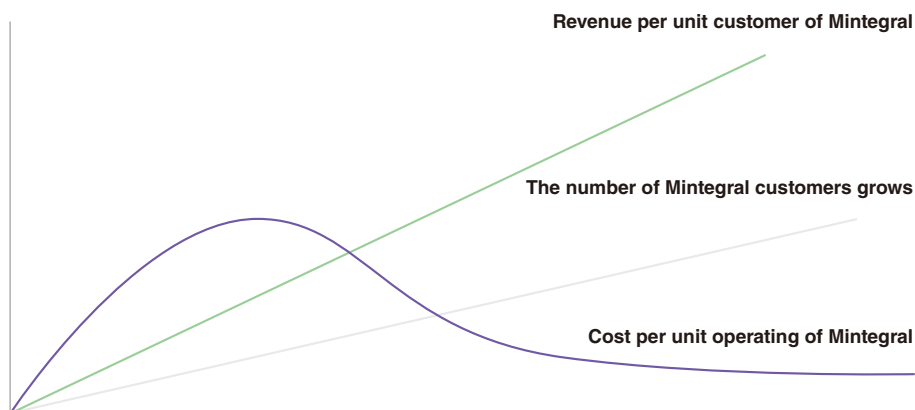 Revenue per unit customer of Mintegral
The number of Mintegral customers grows
Cost per unit operating of Mintegral